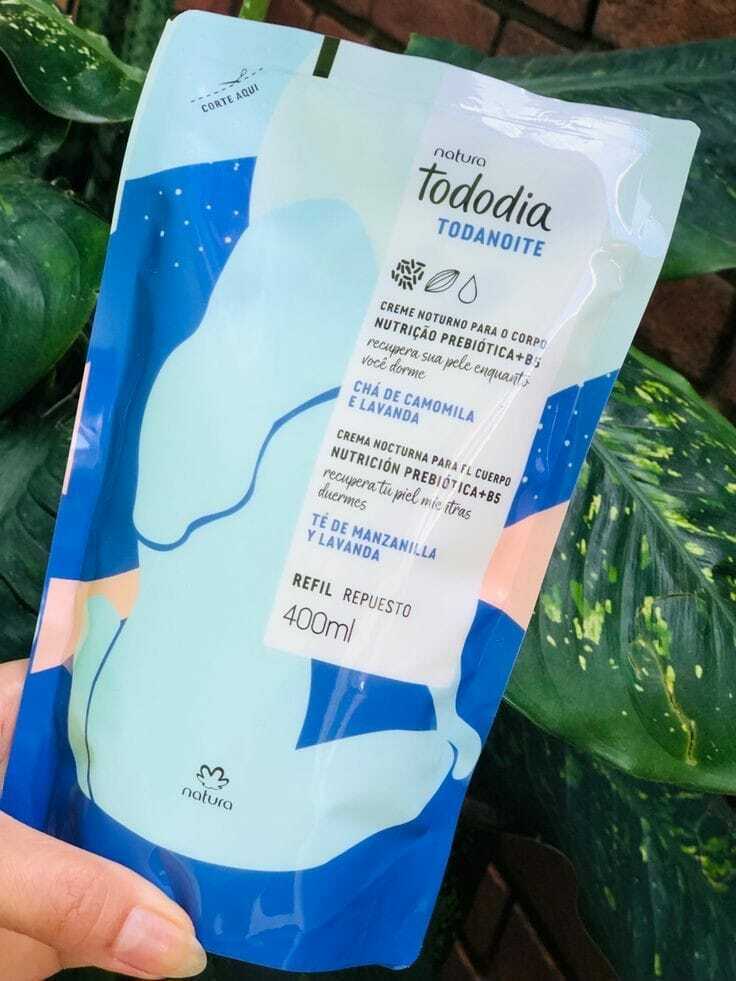 CORTE AQUI
natura
tododia
TODANOITE
CREME NOTURNO PARA O CORPO
NUTRIÇÃO PREBIÓTICA+B5
recupera sua pele enquanto
você dorme
CHÁ DE CAMOMILA
E LAVANDA
CREMA NOCTURNA PARA EL CUERPO
NUTRICIÓN PREBIÓTICA+B5
recupera tu piel mientras
duermes
TÉ DE MANZANILLA
Y LAVANDA
REFIL REPUESTO
400ml
natura